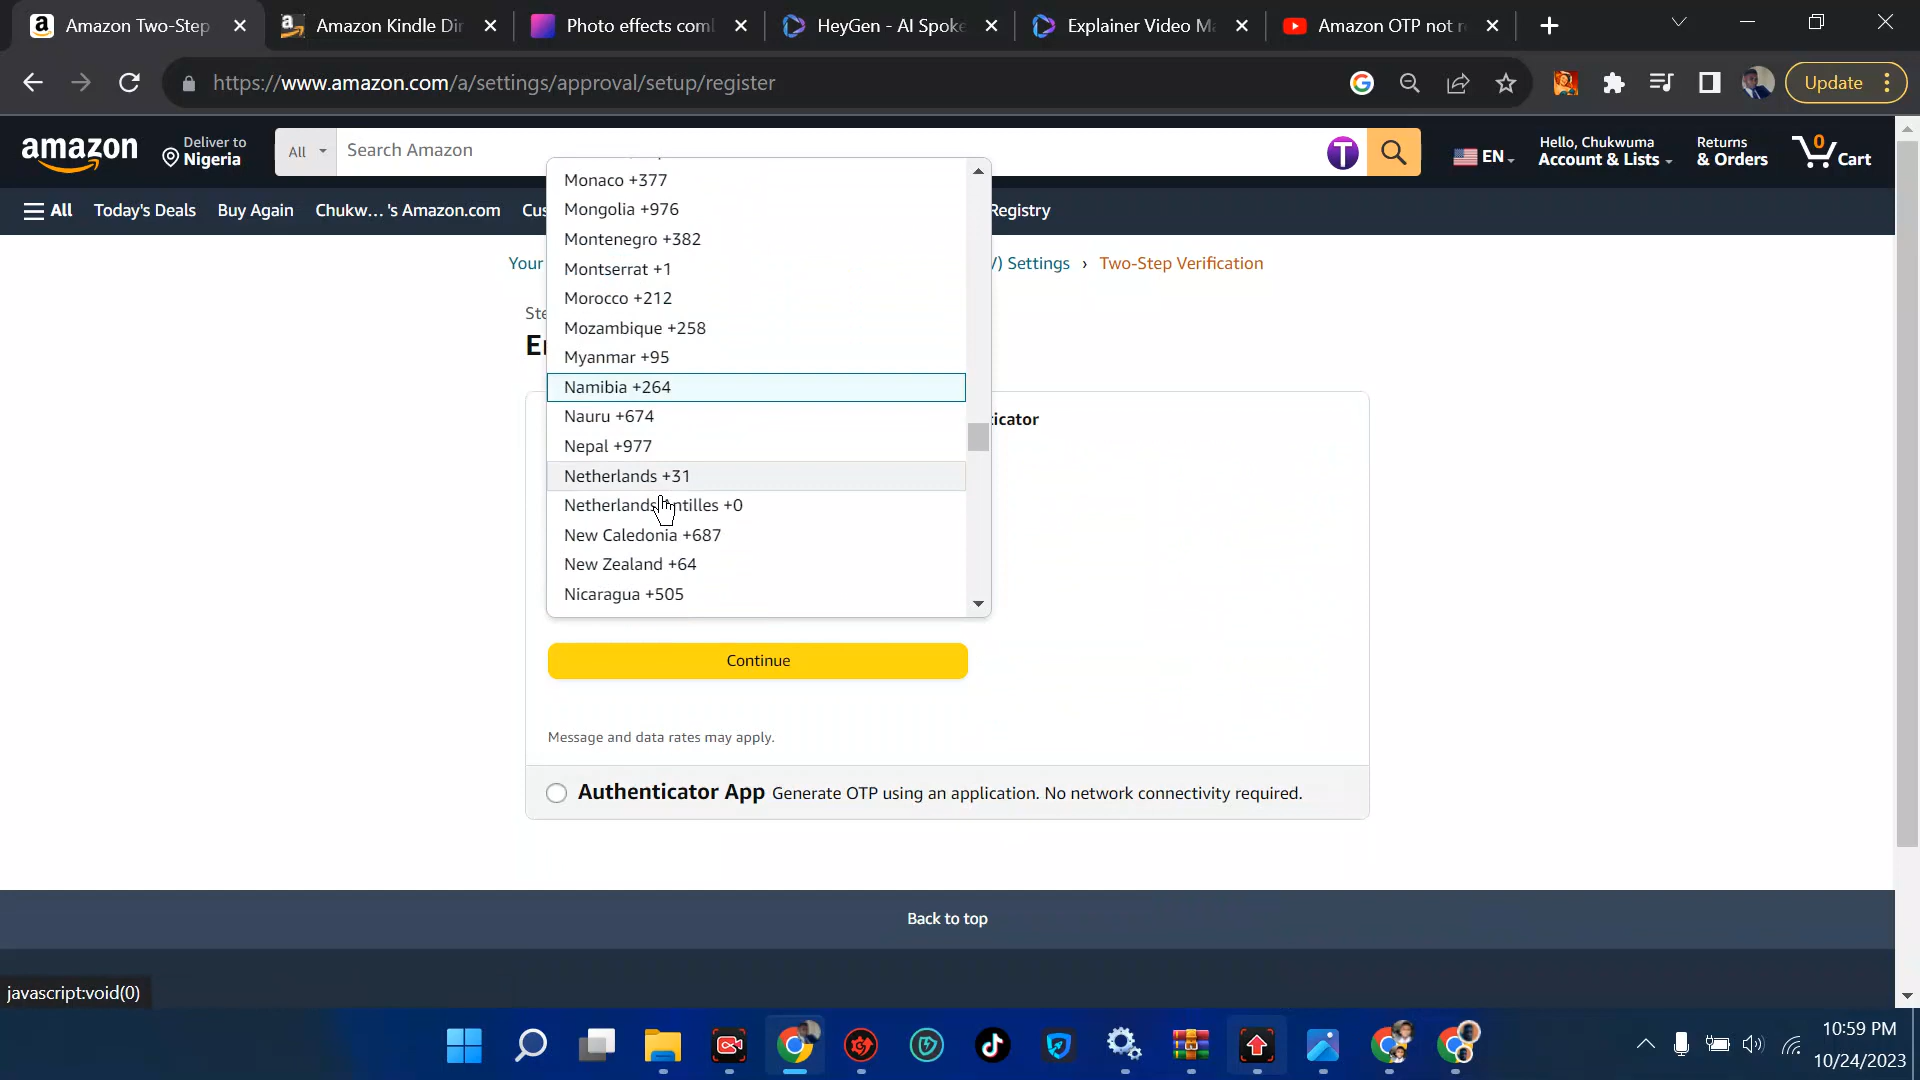 Amazon Two-Step
Amazon Kindle Dir
Photo effects coml
HeyGen - AI Spoke
Explainer Video Ma
Amazon OTP not r
https://www.amazon.com/a/settings/approval/setup/register
Update
amazon
Deliver to
Nigeria
All
Search Amazon
T
EN
Hello, Chukwuma
Account & Lists
Returns
& Orders
0
Cart
All
Today's Deals
Buy Again
Chukw... 's Amazon.com
Cus
Registry
Your
/) Settings › Two-Step Verification
Ste
icator
Monaco +377
Mongolia +976
Montenegro +382
Montserrat +1
Morocco +212
Mozambique +258
Myanmar +95
Namibia +264
Nauru +674
Nepal +977
Netherlands +31
Netherlands Antilles +0
New Caledonia +687
New Zealand +64
Nicaragua +505
Continue
Message and data rates may apply.
Authenticator App Generate OTP using an application. No network connectivity required.
Back to top
javascript:void(0)
10:59 PM
10/24/2023